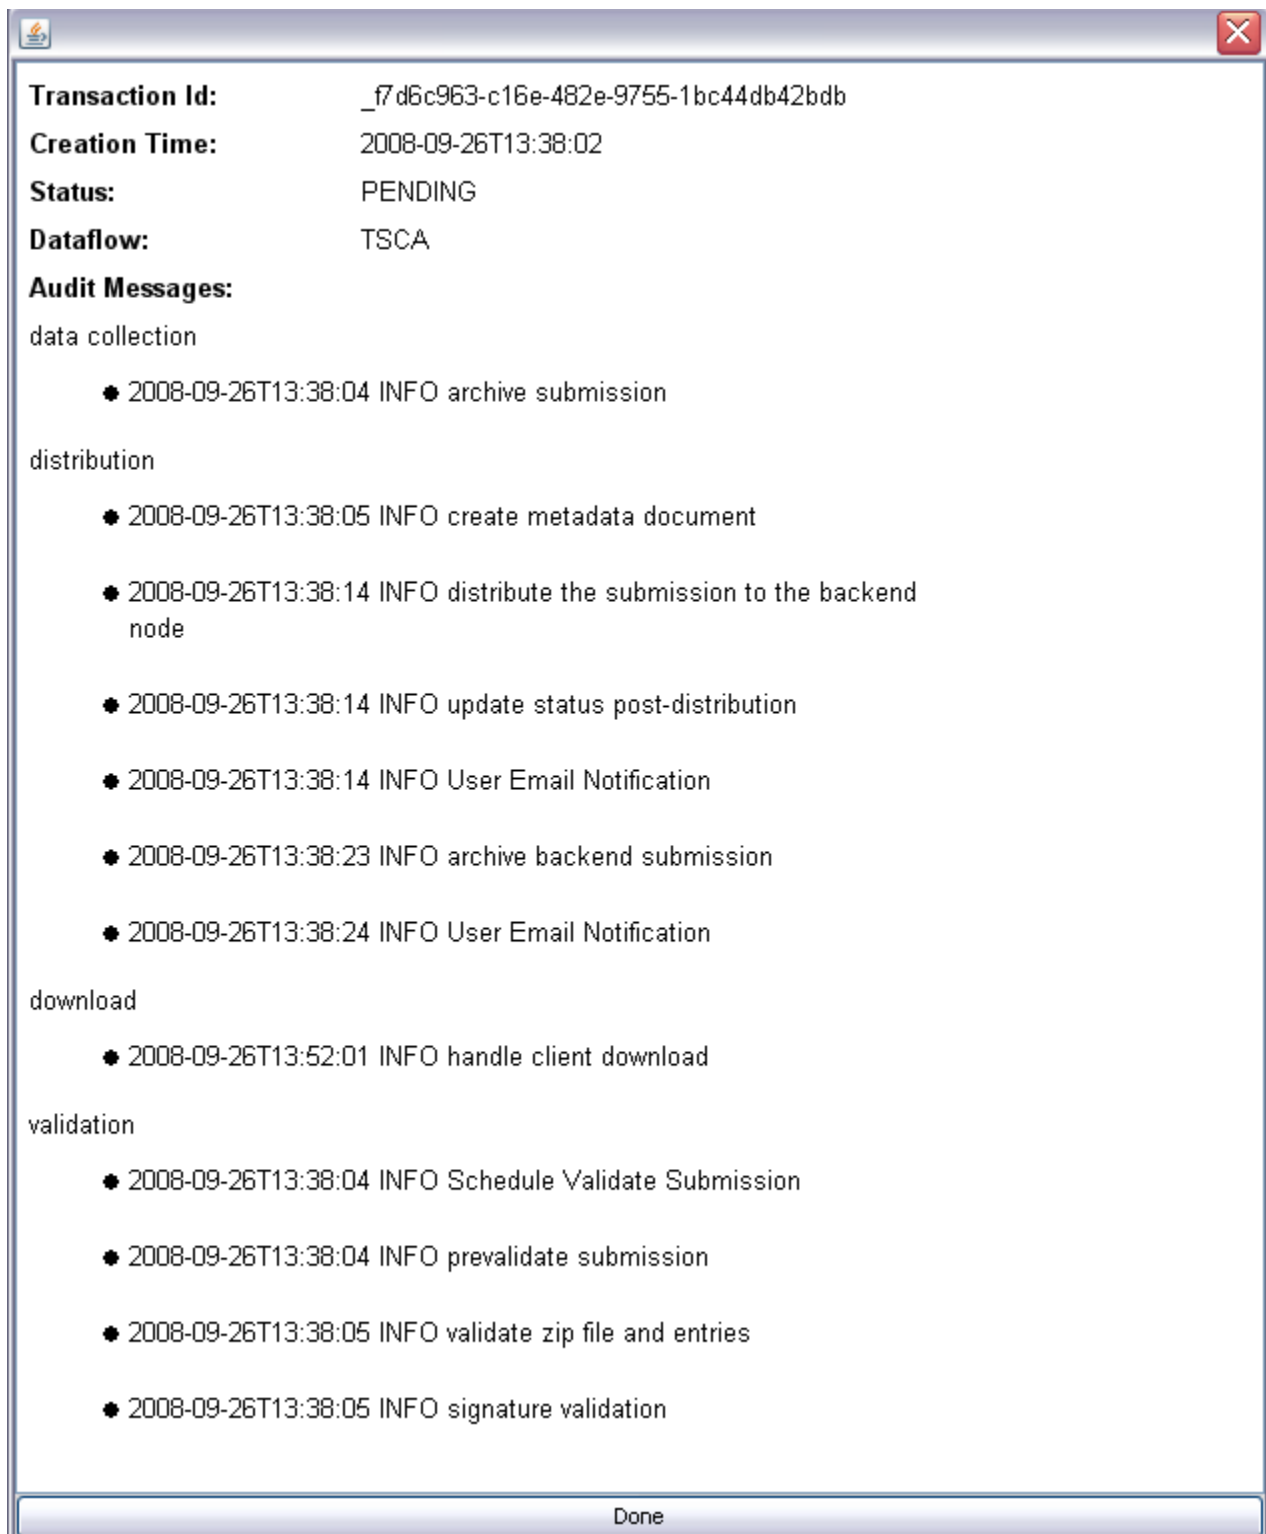 Transaction Id: _f7d6c963-c16e-482e-9755-1bc44db42bdb
Creation Time: 2008-09-26T13:38:02
Status: PENDING
Dataflow: TSCA
Audit Messages:
data collection
● 2008-09-26T13:38:04 INFO archive submission
distribution
● 2008-09-26T13:38:05 INFO create metadata document
● 2008-09-26T13:38:14 INFO distribute the submission to the backend
node
● 2008-09-26T13:38:14 INFO update status post-distribution
● 2008-09-26T13:38:14 INFO User Email Notification
● 2008-09-26T13:38:23 INFO archive backend submission
● 2008-09-26T13:38:24 INFO User Email Notification
download
● 2008-09-26T13:52:01 INFO handle client download
validation
● 2008-09-26T13:38:04 INFO Schedule Validate Submission
● 2008-09-26T13:38:04 INFO prevalidate submission
● 2008-09-26T13:38:05 INFO validate zip file and entries
● 2008-09-26T13:38:05 INFO signature validation
Done